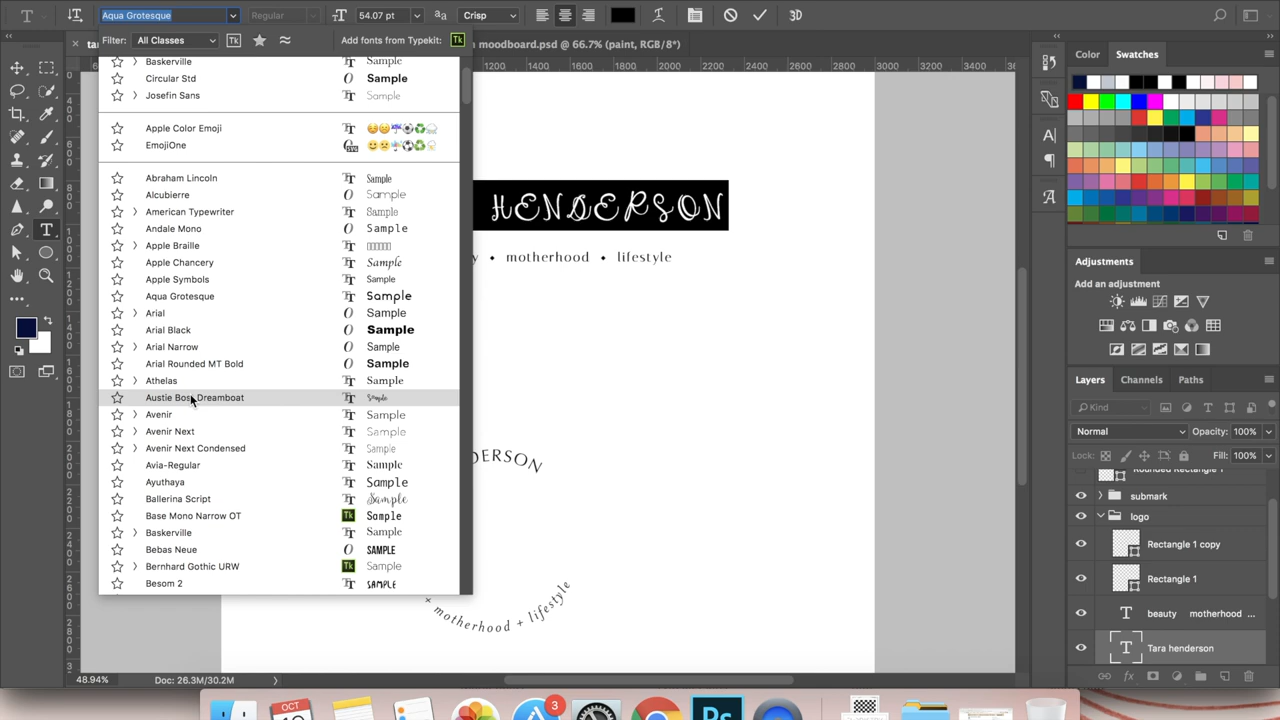 Aqua Grotesque
Regular
54.07 pt
Crisp
3D
Filter:
All Classes
Add fonts from Typekit:
Tk
moodboard.psd @ 66.7% (paint, RGB/8*)
Baskerville Sample
Circular Std Sample
Josefin Sans Sample
Apple Color Emoji
EmojiOne
Abraham Lincoln Sample
Alcubierre Sample
American Typewriter Sample
Andale Mono Sample
Apple Braille
Apple Chancery Sample
Apple Symbols Sample
Aqua Grotesque Sample
Arial Sample
Arial Black Sample
Arial Narrow Sample
Arial Rounded MT Bold Sample
Athelas Sample
Austie Bost Dreamboat Sample
Avenir Sample
Avenir Next Sample
Avenir Next Condensed Sample
Avia-Regular Sample
Ayuthaya Sample
Ballerina Script Sample
Base Mono Narrow OT Tk Sample
Baskerville Sample
Bebas Neue SAMPLE
Bernhard Gothic URW Tk Sample
Besom 2 SAMPLE
1200 1400 1600 1800 2000 2200 2400 2600 2800 3000 3200 3400
HENDERSON
motherhood • lifestyle
DERSON
+ motherhood + lifestyle
48.94%
Doc: 26.3M/30.2M
Color
Swatches
Adjustments
Add an adjustment
Layers
Channels
Paths
Kind
Normal
Opacity: 100%
Lock:
Fill: 100%
Rounded Rectangle 1
submark
logo
Rectangle 1 copy
Rectangle 1
beauty motherhood ...
Tara henderson
OCT
3
Ps